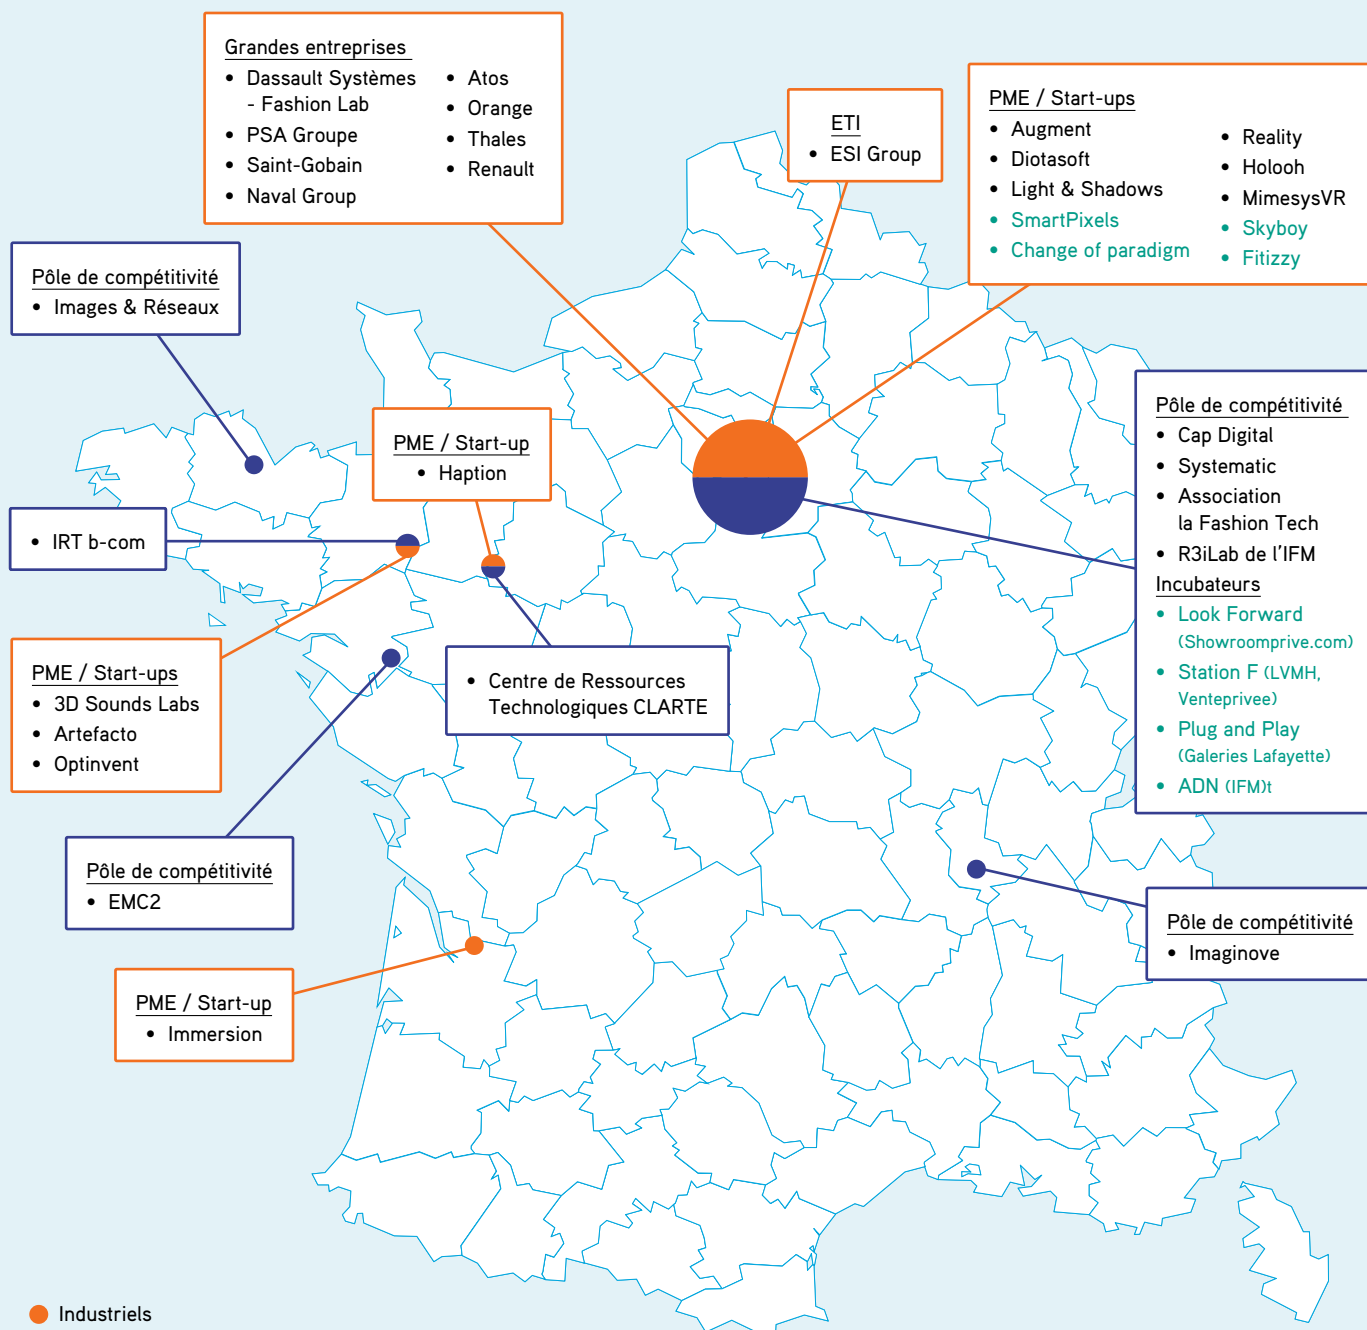 Grandes entreprises
• Dassault Systèmes
- Fashion Lab
• PSA Groupe
• Saint-Gobain
• Naval Group
• Atos
• Orange
• Thales
• Renault
ETI
• ESI Group
PME / Start-ups
• Augment
• Diotasoft
• Light & Shadows
• SmartPixels
• Change of paradigm
• Reality
• Holooh
• MimesysVR
• Skyboy
• Fitizzy
Pôle de compétitivité
• Images & Réseaux
PME / Start-up
• Haption
• IRT b-com
Pôle de compétitivité
• Cap Digital
• Systematic
• Association
la Fashion Tech
• R3iLab de l'IFM
Incubateurs
• Look Forward
(Showroomprive.com)
• Station F (LVMH,
Venteprivee)
• Plug and Play
(Galeries Lafayette)
• ADN (IFM)t
PME / Start-ups
• 3D Sounds Labs
• Artefacto
• Optinvent
• Centre de Ressources
Technologiques CLARTE
Pôle de compétitivité
• EMC2
Pôle de compétitivité
• Imaginove
PME / Start-up
• Immersion
Industriels